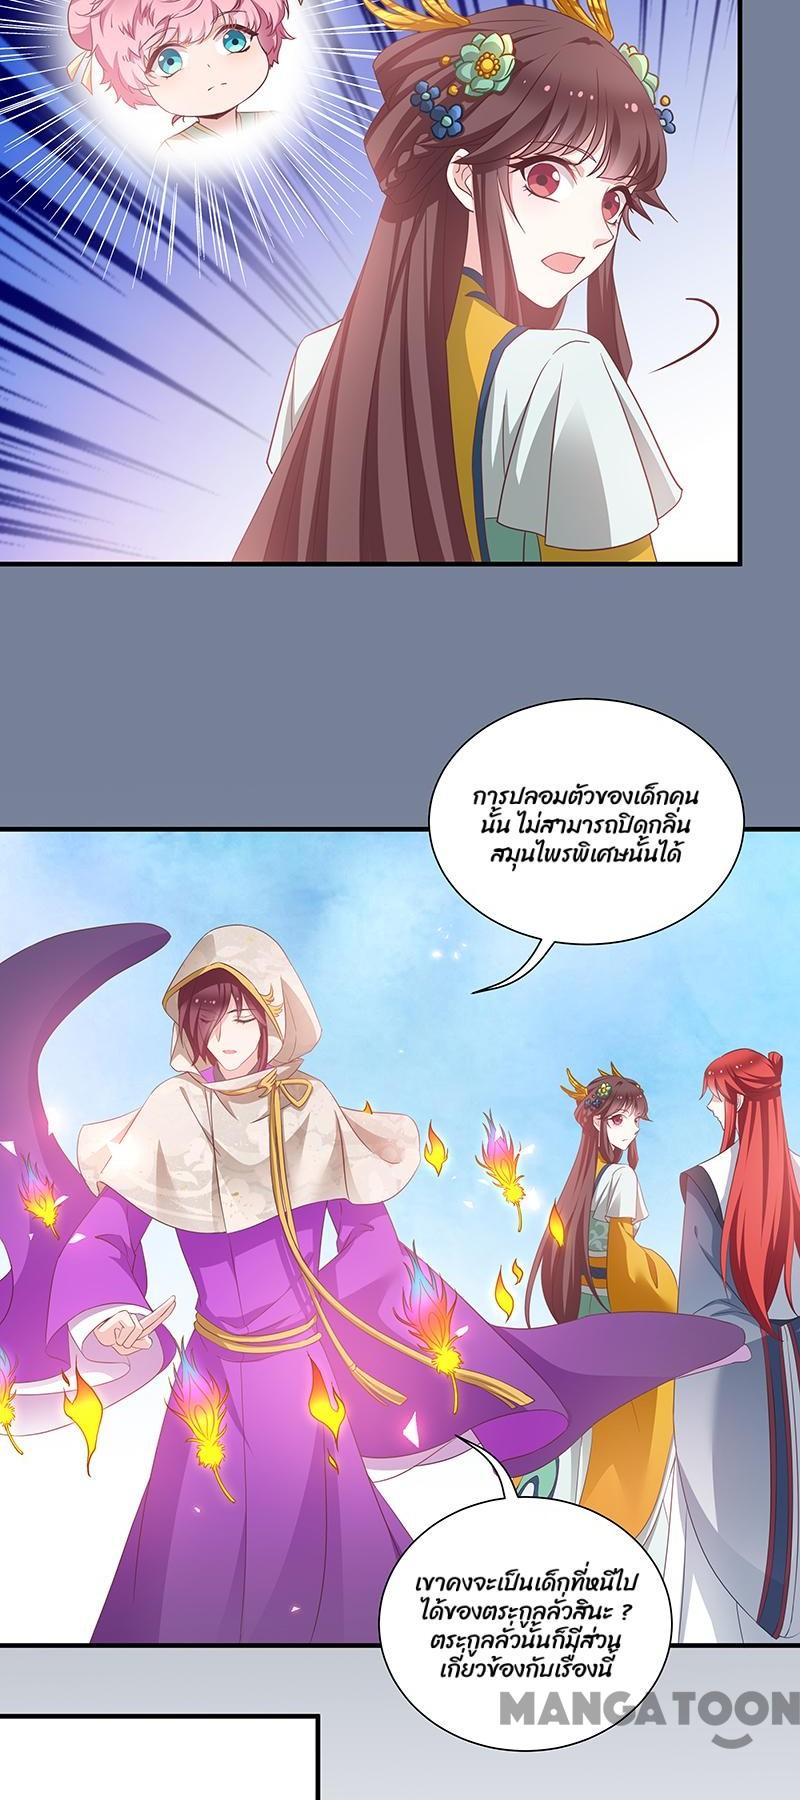 การปลอมตัวของเด็กคน
นั้น ไม่สามารถปิดกลิ่น
สมุนไพรพิเศษนั้นได้
เขาคงจะเป็นเด็กที่หนีไป
ได้ของตระกูลลั่วสินะ ?
ตระกูลลั่วนั้นก็มีส่วน
เกี่ยวข้องกับเรื่องนี้
MANGATOON